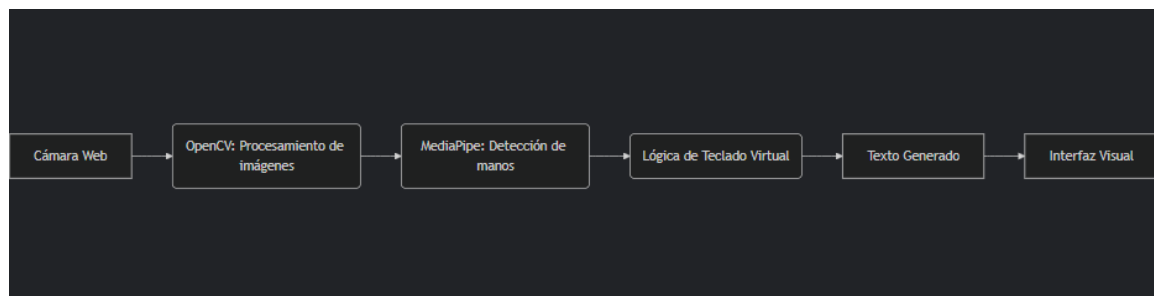 Cámara Web
OpenCV: Procesamiento de
imágenes
MediaPipe: Detección de
manos
Lógica de Teclado Virtual
Texto Generado
Interfaz Visual